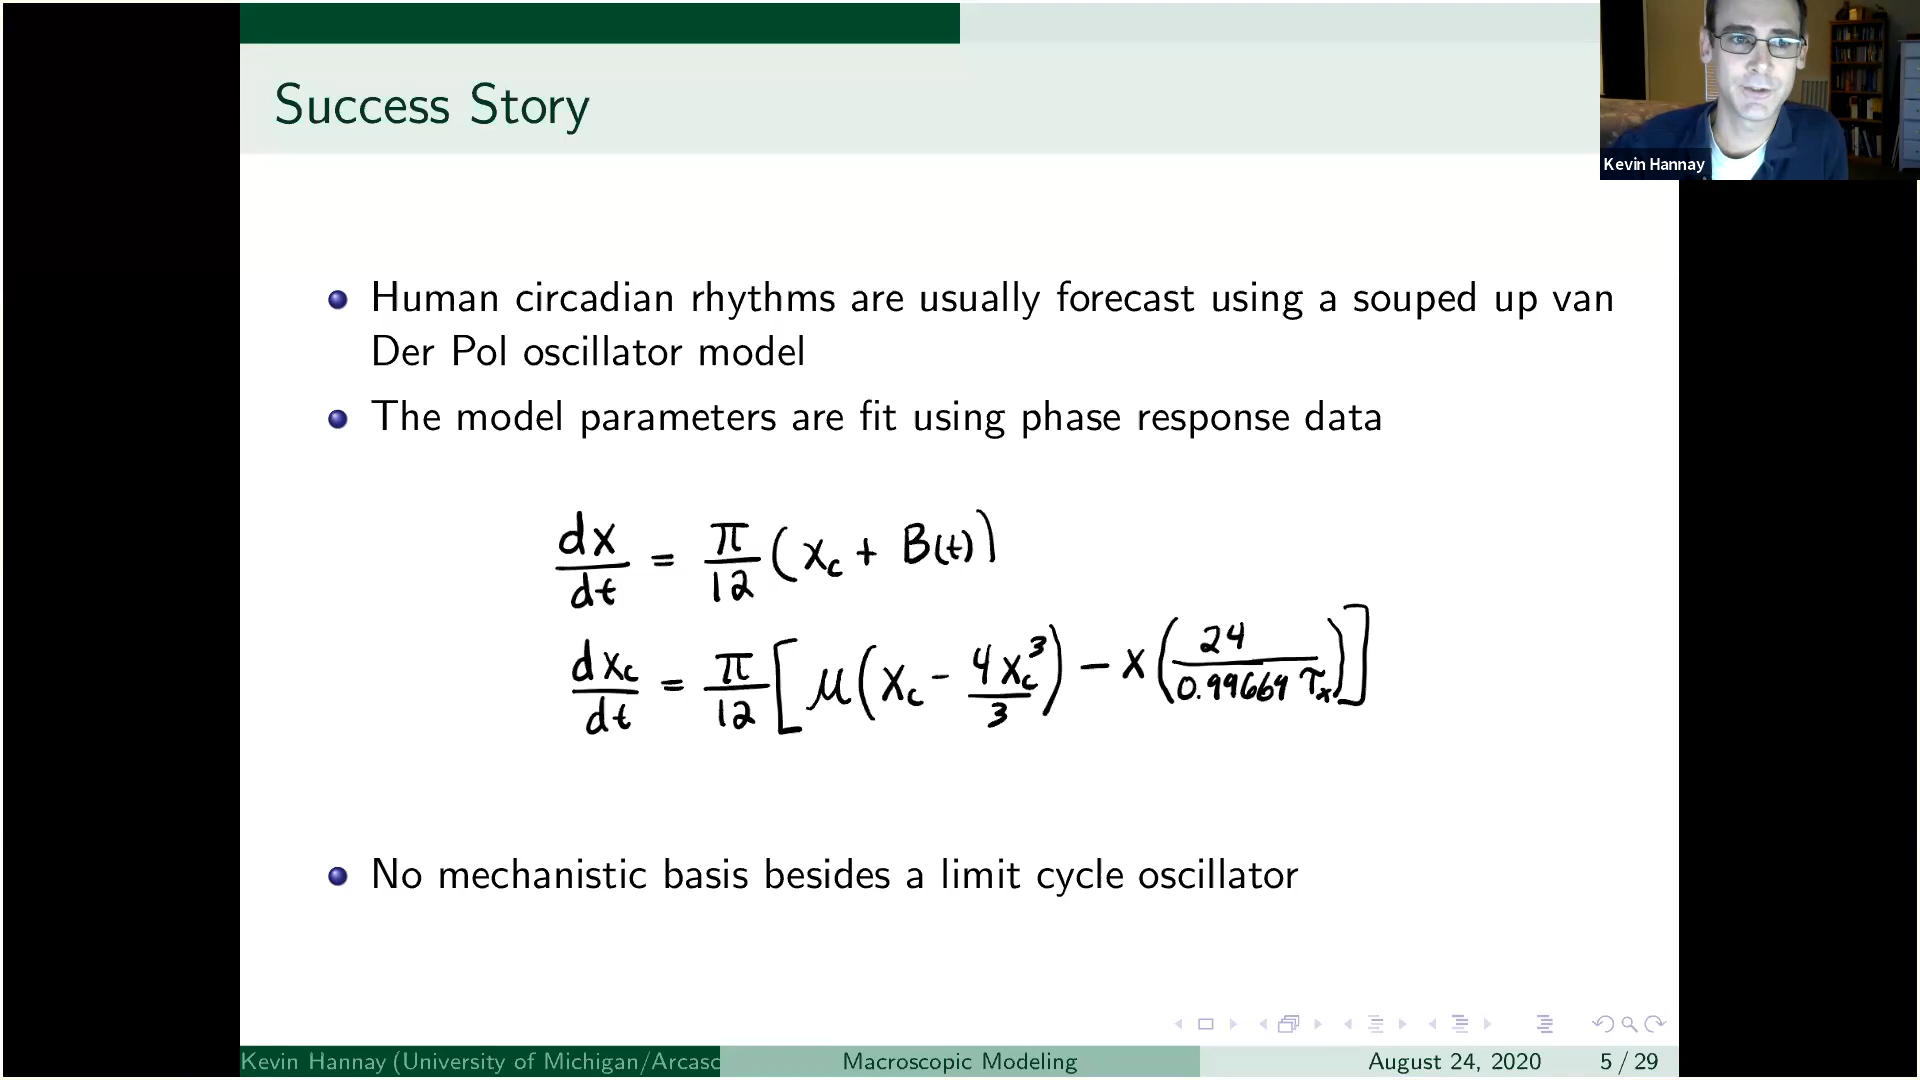 Success Story
Kevin Hannay
Human circadian rhythms are usually forecast using a souped up van
Der Pol oscillator model
The model parameters are fit using phase response data
dx/dt = π/12 (x_c + B(t))
dx_c/dt = π/12 [μ(x_c - 4x_c^3/3) - x(24/0.99669 τ_x)]
No mechanistic basis besides a limit cycle oscillator
Kevin Hannay (University of Michigan/Arcasc
Macroscopic Modeling
August 24, 2020
5 / 29